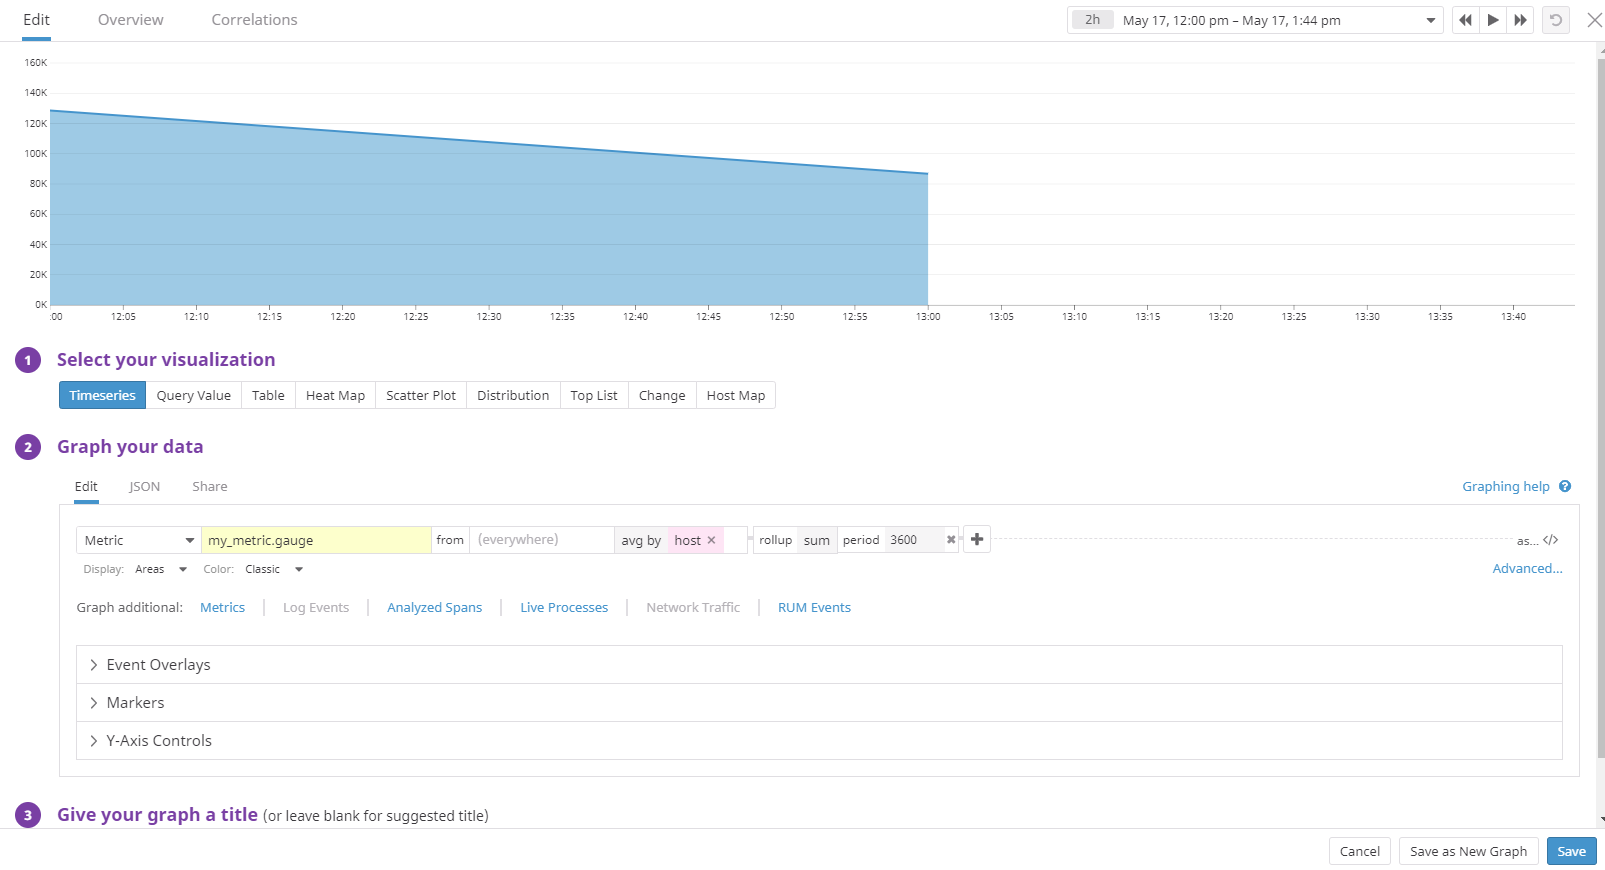 Edit Overview Correlations 2h May 17, 12:00 pm – May 17, 1:44 pm
160K
140K
120K
100K
80K
60K
40K
20K
0K
:00 12:05 12:10 12:15 12:20 12:25 12:30 12:35 12:40 12:45 12:50 12:55 13:00 13:05 13:10 13:15 13:20 13:25 13:30 13:35 13:40
1 Select your visualization
Timeseries Query Value Table Heat Map Scatter Plot Distribution Top List Change Host Map
2 Graph your data
Edit JSON Share Graphing help ?
Metric my_metric.gauge from (everywhere) avg by host × rollup sum period 3600 ✖ + as... </>
Display: Areas Color: Classic Advanced...
Graph additional: Metrics | Log Events | Analyzed Spans | Live Processes | Network Traffic | RUM Events
Event Overlays
Markers
Y-Axis Controls
3 Give your graph a title (or leave blank for suggested title)
Cancel Save as New Graph Save